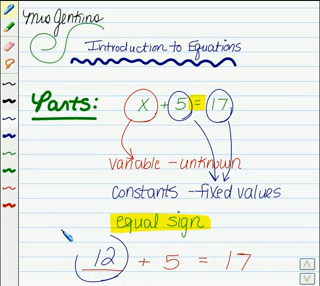 Mrs Jenkins
Introduction to Equations
Parts: x + 5 = 17
variable - unknown
constants - fixed values
equal sign
12 + 5 = 17